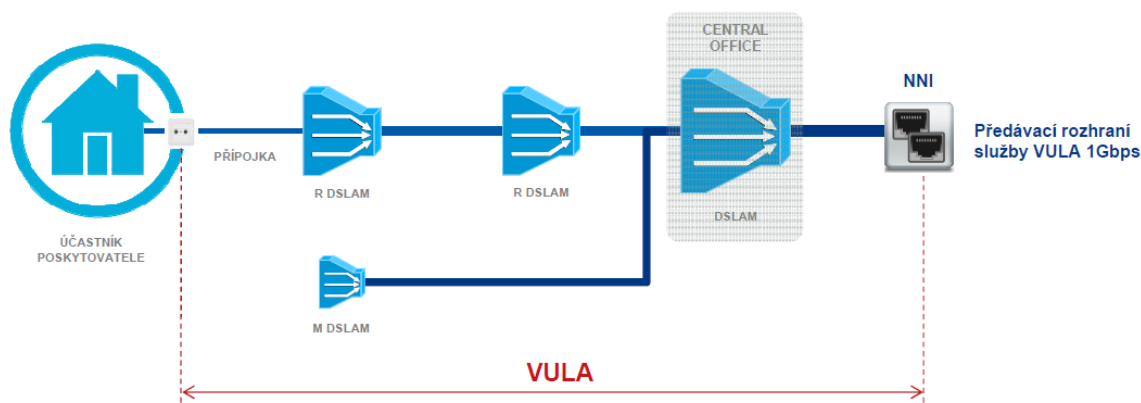 CENTRAL
OFFICE
NNI
Předávací rozhraní
služby VULA 1Gbps
PŘÍPOJKA
R DSLAM
R DSLAM
DSLAM
ÚČASTNÍK
POSKYTOVATELE
M DSLAM
VULA